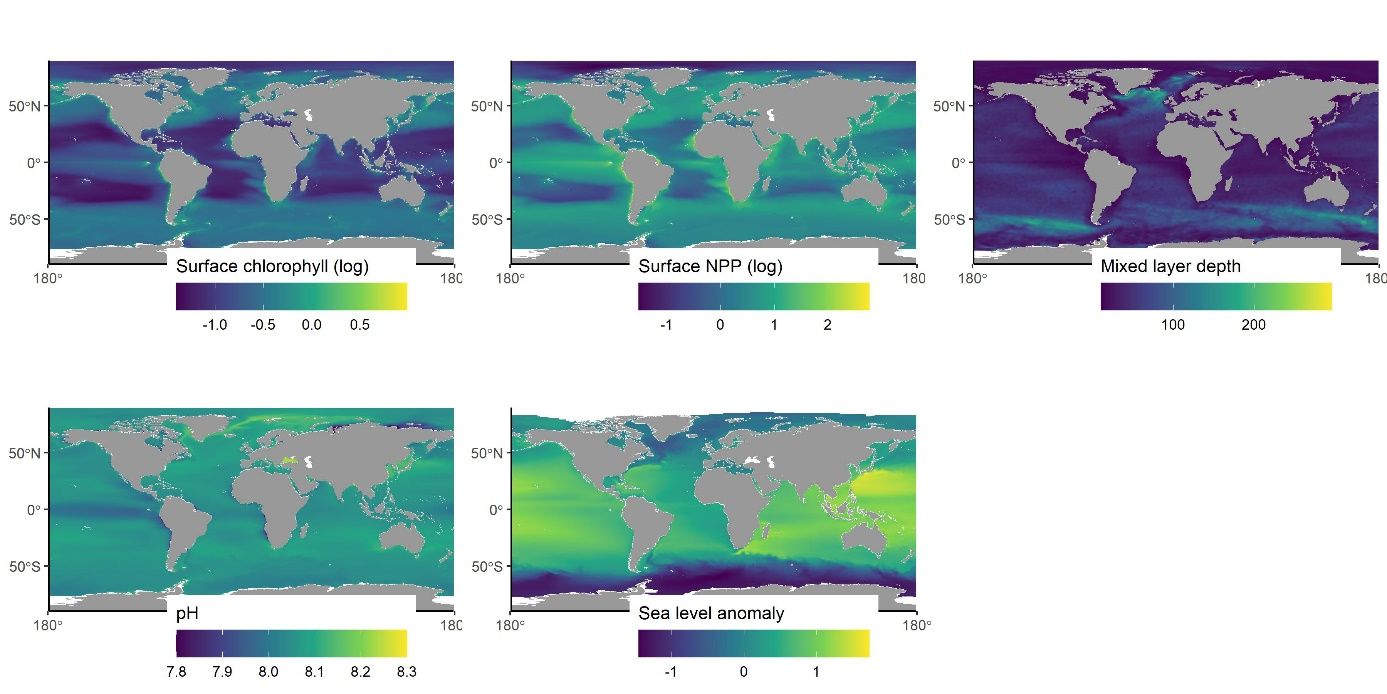 50°N
0°
50°S
180°
180
Surface chlorophyll (log)
-1.0 -0.5 0.0 0.5
50°N
0°
50°S
180°
180°
Surface NPP (log)
-1 0 1 2
50°N
0°
50°S
180°
180
Mixed layer depth
100 200
50°N
0°
50°S
180°
180
pH
7.8 7.9 8.0 8.1 8.2 8.3
50°N
0°
50°S
180°
180°
Sea level anomaly
-1 0 1